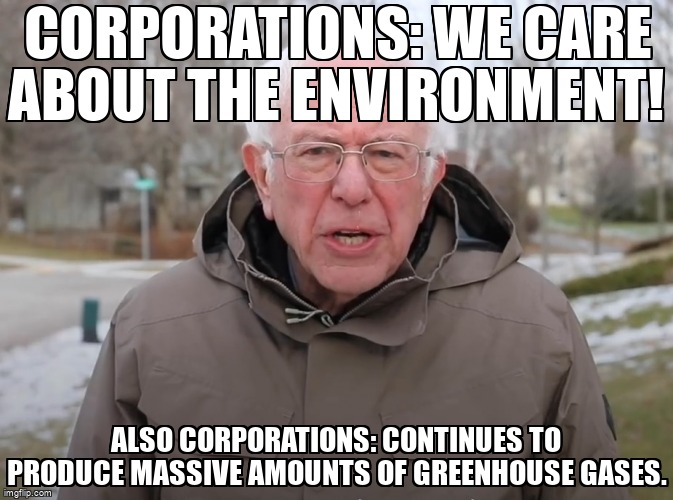 CORPORATIONS: WE CARE
ABOUT THE ENVIRONMENT!
ALSO CORPORATIONS: CONTINUES TO
PRODUCE MASSIVE AMOUNTS OF GREENHOUSE GASES.
imgflip.com